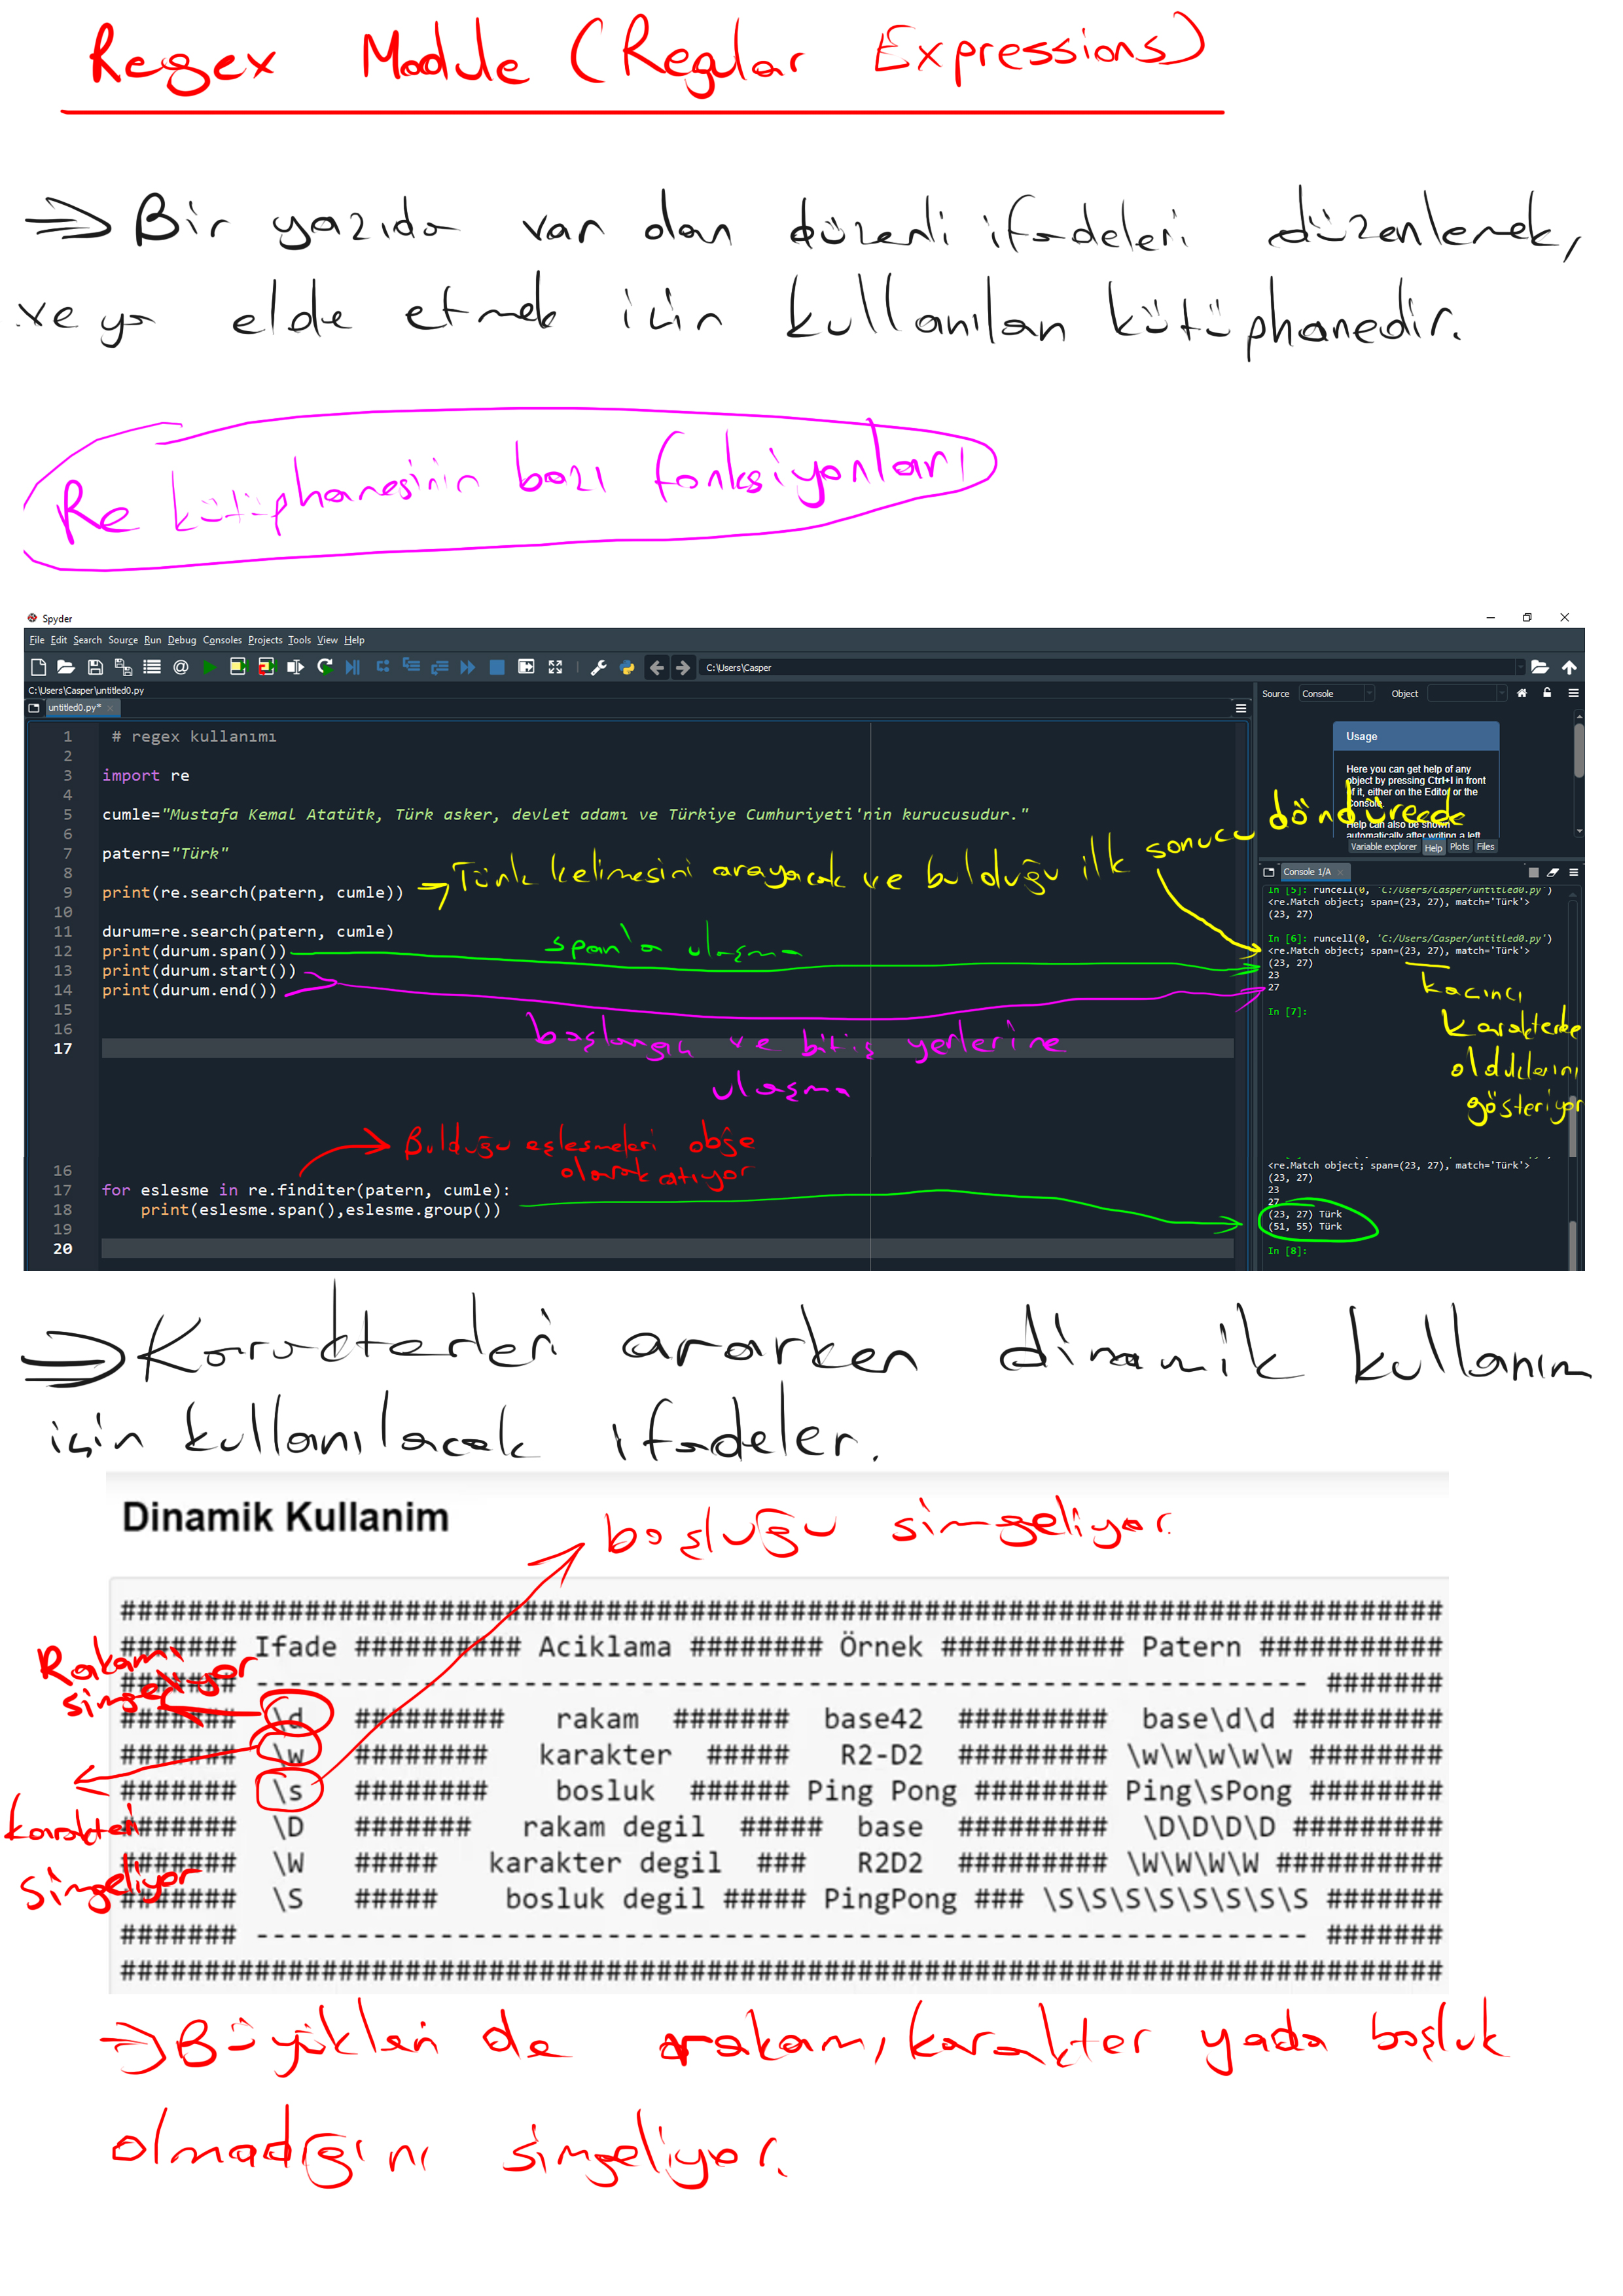 Regex Module (Regular Expressions)
⇒ Bir yazıda var olan düzenli ifadeleri düzenlemek,
veya elde etmek için kullanılan kütüphanedir.
Re kütüphanesinin bazı fonksiyonları
Spyder
File Edit Search Source Run Debug Consoles Projects Tools View Help
C:\Users\Casper
C:\Users\Casper\untitled0.py
untitled0.py*
1 # regex kullanımı
2
3 import re
4
5 cumle="Mustafa Kemal Atatütk, Türk asker, devlet adamı ve Türkiye Cumhuriyeti'nin kurucusudur."
6
7 patern="Türk"
8
9 print(re.search(patern, cumle)) → Türk kelimesini arayacak ve bulduğu ilk sonucu döndürecek
10
11 durum=re.search(patern, cumle)
12 print(durum.span()) span'a ulaşma
13 print(durum.start())
14 print(durum.end())
15
16
17
başlangıç ve bitiş yerlerine
ulaşma
Bulduğu eşleşmeleri obje
olarak atıyor
16
17 for eslesme in re.finditer(patern, cumle):
18 print(eslesme.span(),eslesme.group())
19
20
Source Console Object
Usage
Here you can get help of any
object by pressing Ctrl+I in front
of it, either on the Editor or the
Console.
Help can also be shown
automatically after writing a left
Variable explorer Help Plots Files
Console 1/A
In [5]: runcell(0, 'C:/Users/Casper/untitled0.py')
<re.Match object; span=(23, 27), match='Türk'>
(23, 27)
In [6]: runcell(0, 'C:/Users/Casper/untitled0.py')
<re.Match object; span=(23, 27), match='Türk'>
(23, 27)
23
27
In [7]:
kaçıncı
karakterde
olduklarını
gösteriyor
<re.Match object; span=(23, 27), match='Türk'>
(23, 27)
23
27
(23, 27) Türk
(51, 55) Türk
In [8]:
⇒ Karakterleri ararken dinamik kullanım
için kullanılacak ifadeler.
Dinamik Kullanim
boşluğu simgeliyor.
###############################################################################
####### Ifade ########## Aciklama ######## Örnek ########### Patern ###########
####### --------------------------------------------------------------- #######
####### \d ######### rakam ####### base42 ######### base\d\d #########
####### \w ######## karakter ##### R2-D2 ######### \w\w\w\w\w ########
####### \s ######## bosluk ###### Ping Pong ######## Ping\sPong ########
####### \D ####### rakam degil ##### base ######### \D\D\D\D #########
####### \W ##### karakter degil ### R2D2 ######### \W\W\W\W ##########
####### \S ##### bosluk degil ##### PingPong ### \S\S\S\S\S\S\S\S #######
####### --------------------------------------------------------------- #######
###############################################################################
Rakamı
simgeliyor
karakteri
simgeliyor
⇒ Büyükleri de rakam, karakter yada boşluk
olmadığını simgeliyor.